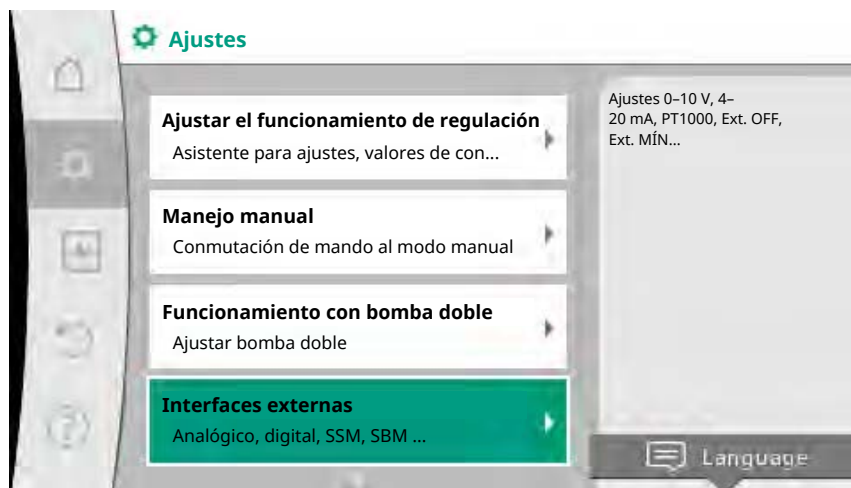 Ajustes
Ajustar el funcionamiento de regulación
Asistente para ajustes, valores de con...
Manejo manual
Conmutación de mando al modo manual
Funcionamiento con bomba doble
Ajustar bomba doble
Interfaces externas
Analógico, digital, SSM, SBM ...
Ajustes 0–10 V, 4–
20 mA, PT1000, Ext. OFF,
Ext. MÍN...
Language